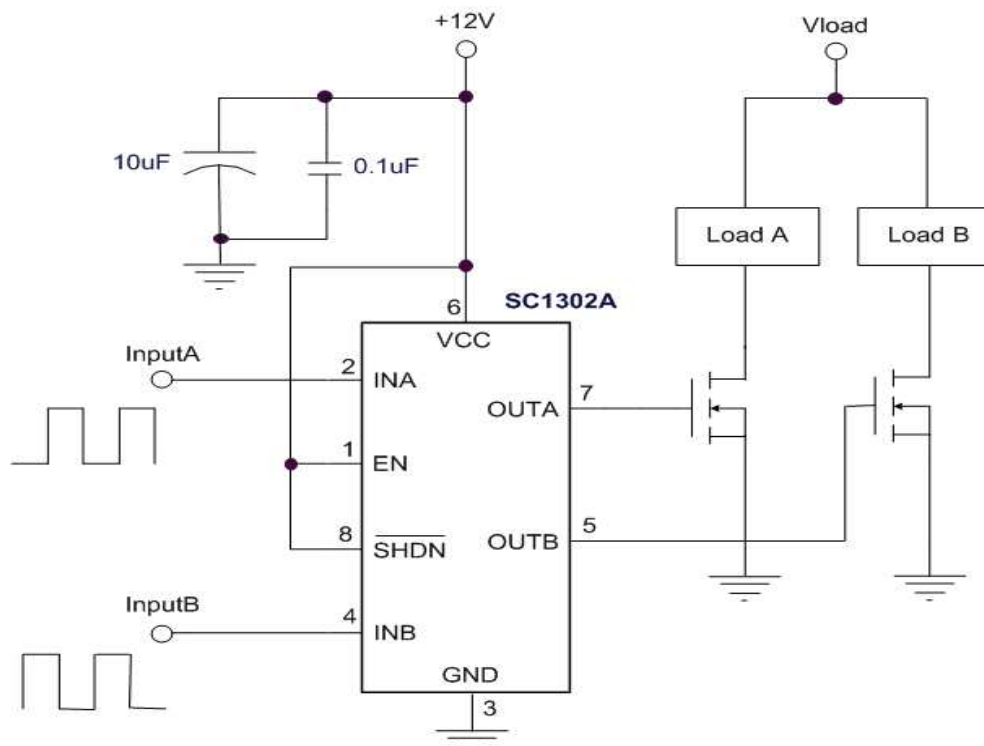 +12V
Vload
10uF
0.1uF
Load A
Load B
SC1302A
6
VCC
InputA
2
INA
7
OUTA
1
EN
8
SHDN
5
OUTB
InputB
4
INB
GND
3